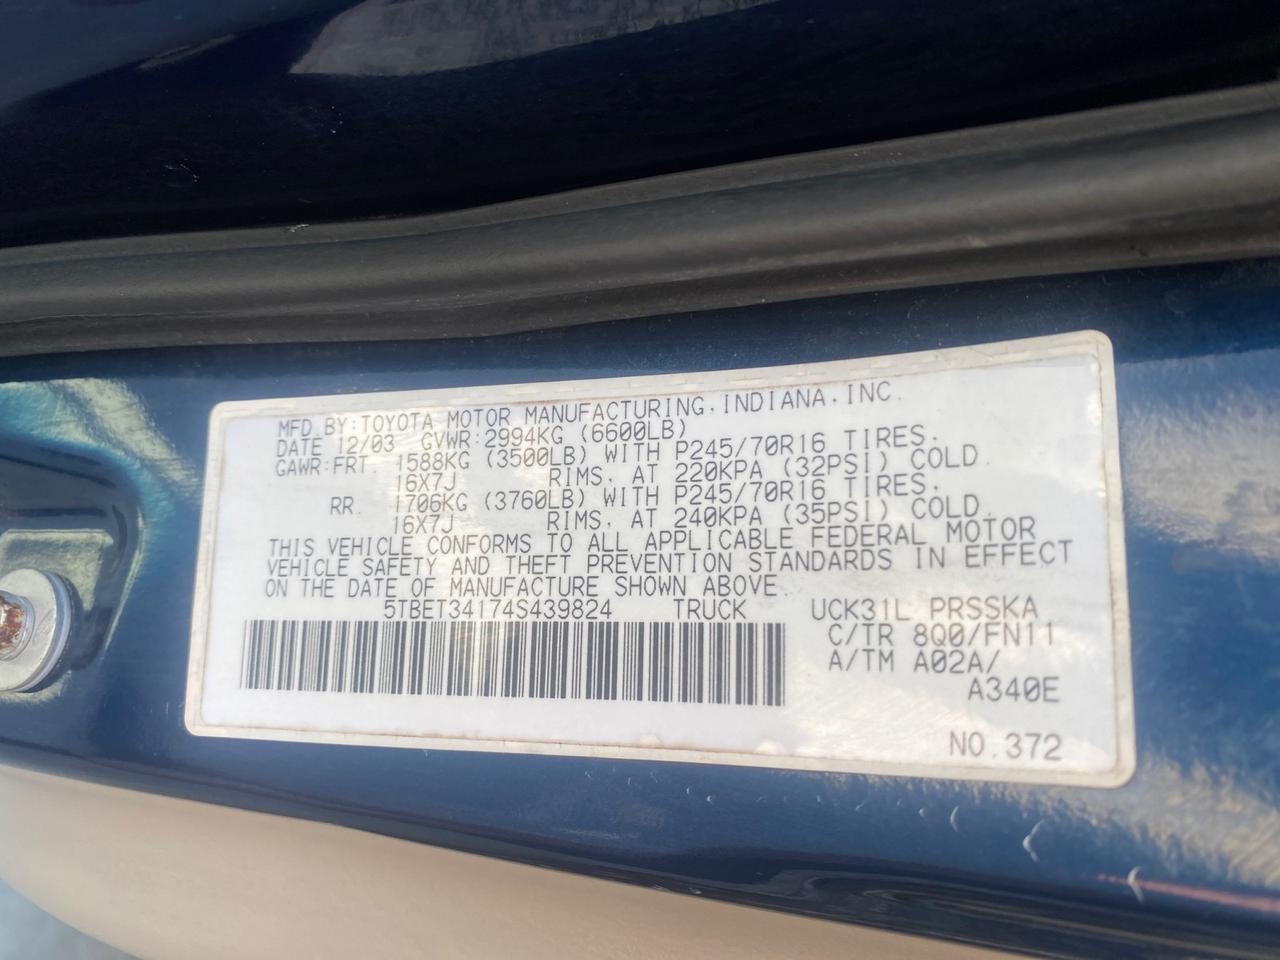 MFD.BY:TOYOTA MOTOR MANUFACTURING,INDIANA,INC.
DATE 12/03 GVWR:2994KG (6600LB)
GAWR:FRT. 1588KG (3500LB) WITH P245/70R16 TIRES.
16X7J RIMS, AT 220KPA (32PSI) COLD.
RR. 1706KG (3760LB) WITH P245/70R16 TIRES.
16X7J RIMS, AT 240KPA (35PSI) COLD.
THIS VEHICLE CONFORMS TO ALL APPLICABLE FEDERAL MOTOR
VEHICLE SAFETY AND THEFT PREVENTION STANDARDS IN EFFECT
ON THE DATE OF MANUFACTURE SHOWN ABOVE.
5TBET34174S439824 TRUCK UCK31L PRSSKA
C/TR 8Q0/FN11
A/TM A02A/
A340E
NO.372